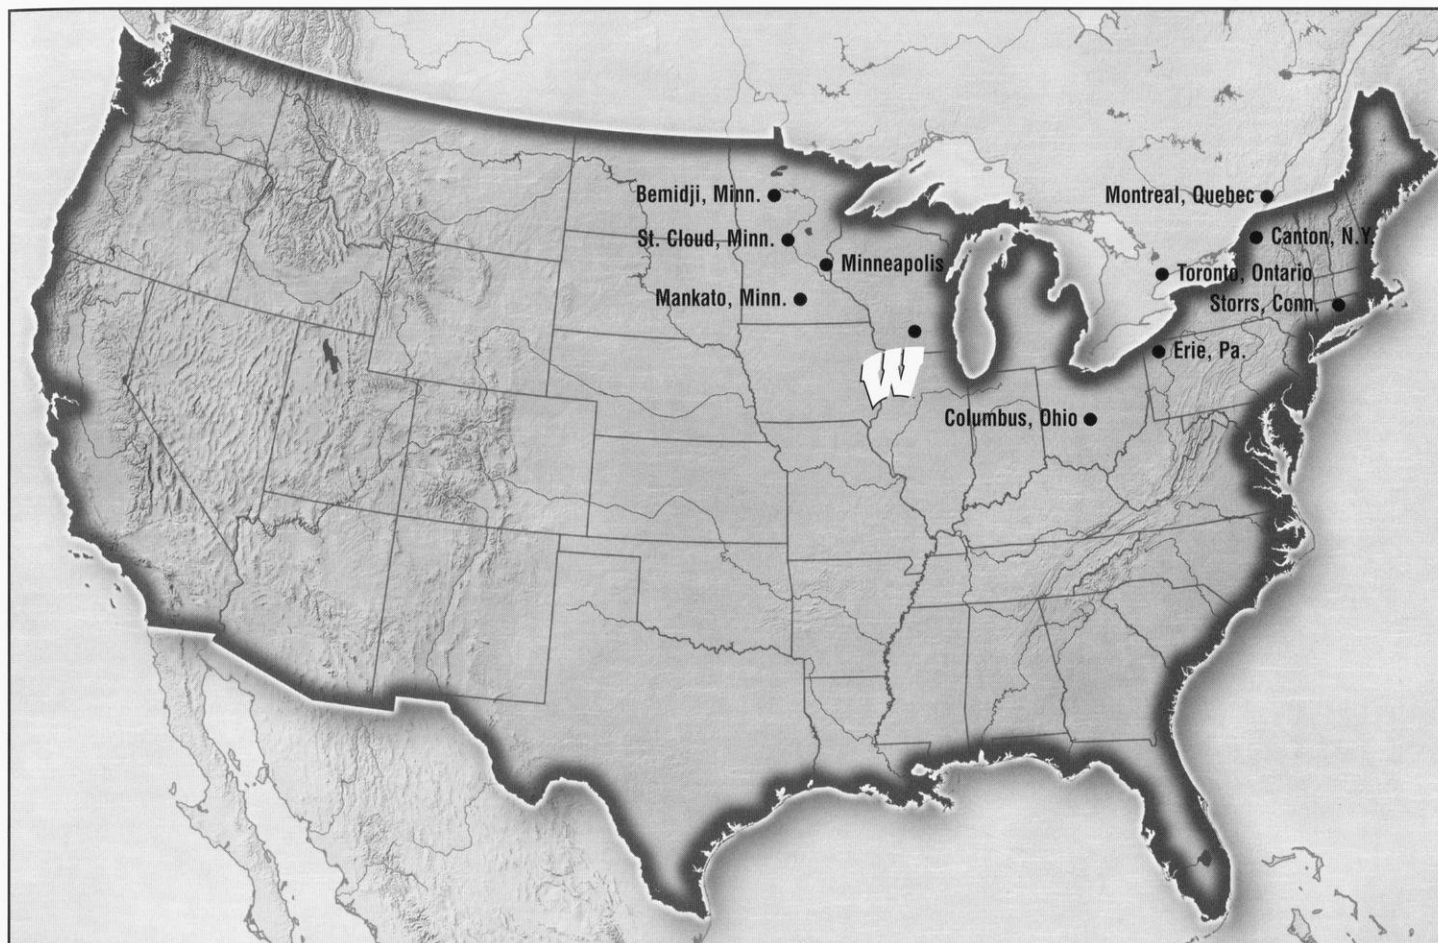 Bemidji, Minn.
Montreal, Quebec
St. Cloud, Minn.
Canton, N.Y.
Minneapolis
Toronto, Ontario
Mankato, Minn.
Storrs, Conn.
Erie, Pa.
W
Columbus, Ohio